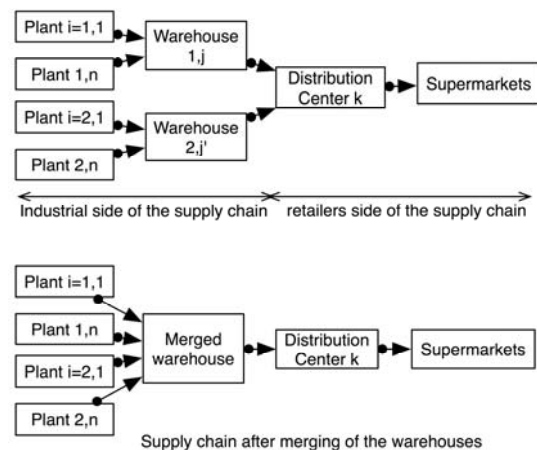 Plant i=1,1
Plant 1,n
Plant i=2,1
Plant 2,n
Warehouse
1,j
Warehouse
2,j'
Distribution
Center k
Supermarkets
Industrial side of the supply chain
retailers side of the supply chain
Plant i=1,1
Plant 1,n
Plant i=2,1
Plant 2,n
Merged
warehouse
Distribution
Center k
Supermarkets
Supply chain after merging of the warehouses